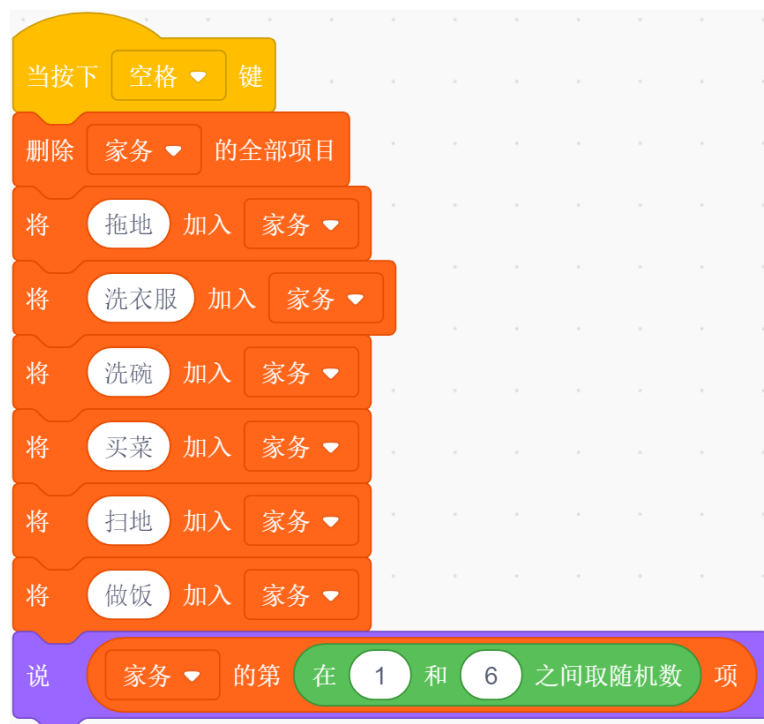 当按下 空格 键
删除 家务 的全部项目
将 拖地 加入 家务
将 洗衣服 加入 家务
将 洗碗 加入 家务
将 买菜 加入 家务
将 扫地 加入 家务
将 做饭 加入 家务
说 家务 的第 在 1 和 6 之间取随机数 项